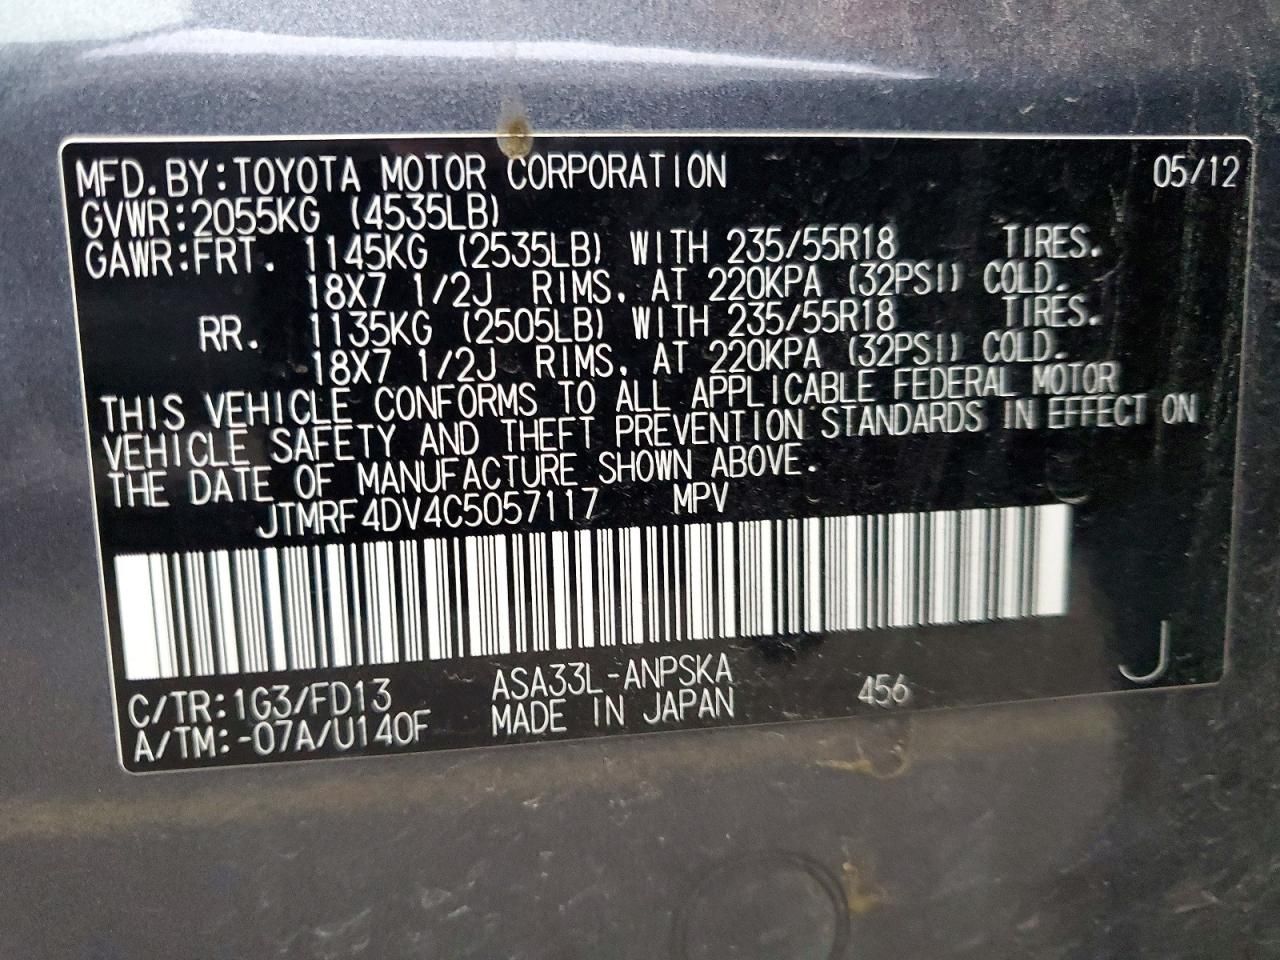 MFD.BY:TOYOTA MOTOR CORPORATION 05/12
GVWR:2055KG (4535LB)
GAWR:FRT. 1145KG (2535LB) WITH 235/55R18 TIRES.
18X7 1/2J RIMS, AT 220KPA (32PSI) COLD.
RR. 1135KG (2505LB) WITH 235/55R18 TIRES.
18X7 1/2J RIMS, AT 220KPA (32PSI) COLD.
THIS VEHICLE CONFORMS TO ALL APPLICABLE FEDERAL MOTOR
VEHICLE SAFETY AND THEFT PREVENTION STANDARDS IN EFFECT ON
THE DATE OF MANUFACTURE SHOWN ABOVE.
JTMRF4DV4C5057117 MPV
C/TR:1G3/FD13 ASA33L-ANPSKA 456 J
A/TM:-07A/U140F MADE IN JAPAN